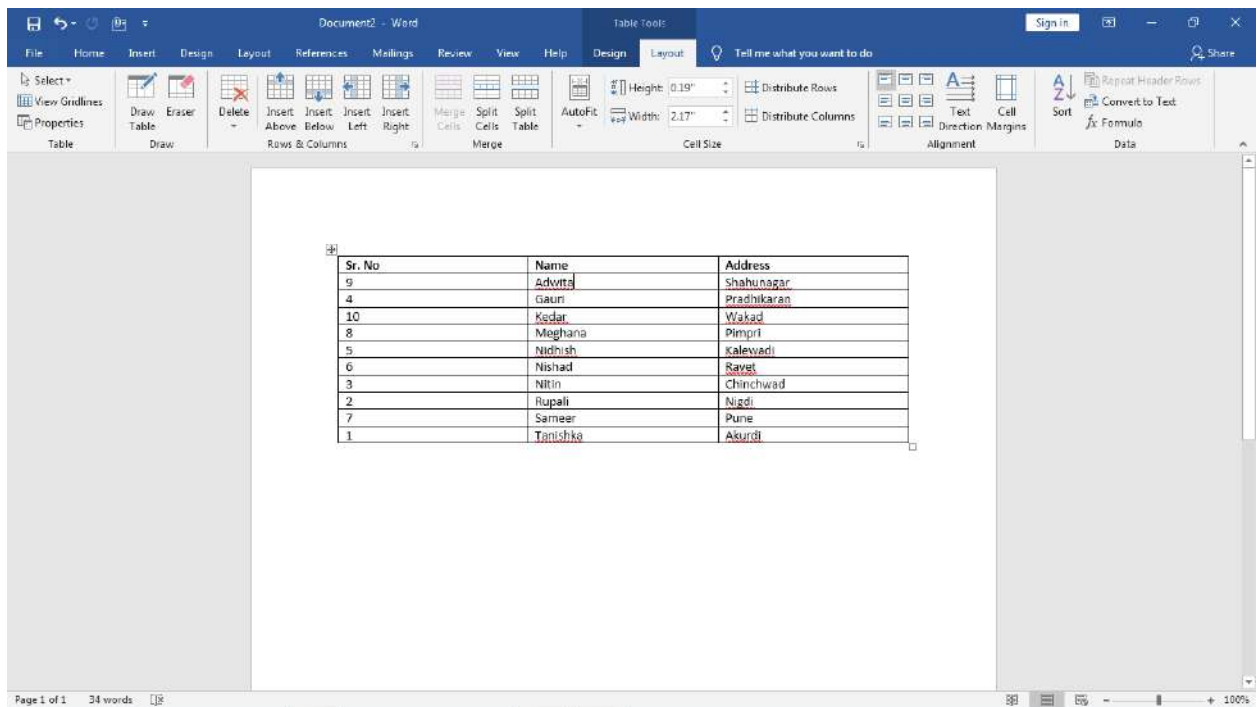 Document2 - Word
Table Tools
Sign in
File Home Insert Design Layout References Mailings Review View Help Design Layout Tell me what you want to do Share
Select
View Gridlines
Properties
Table
Draw Table
Eraser
Draw
Delete
Insert Above
Insert Below
Insert Left
Insert Right
Rows & Columns
Merge Cells
Split Cells
Split Table
Merge
AutoFit
Height: 0.19"
Width: 2.17"
Distribute Rows
Distribute Columns
Cell Size
Text Direction
Cell Margins
Alignment
Sort
Repeat Header Rows
Convert to Text
fx Formula
Data
Sr. No Name Address
9 Adwita Shahunagar
4 Gauri Pradhikaran
10 Kedar Wakad
8 Meghana Pimpri
5 Nidhish Kalewadi
6 Nishad Ravet
3 Nitin Chinchwad
2 Rupali Nigdi
7 Sameer Pune
1 Tanishka Akurdi
Page 1 of 1 34 words 100%